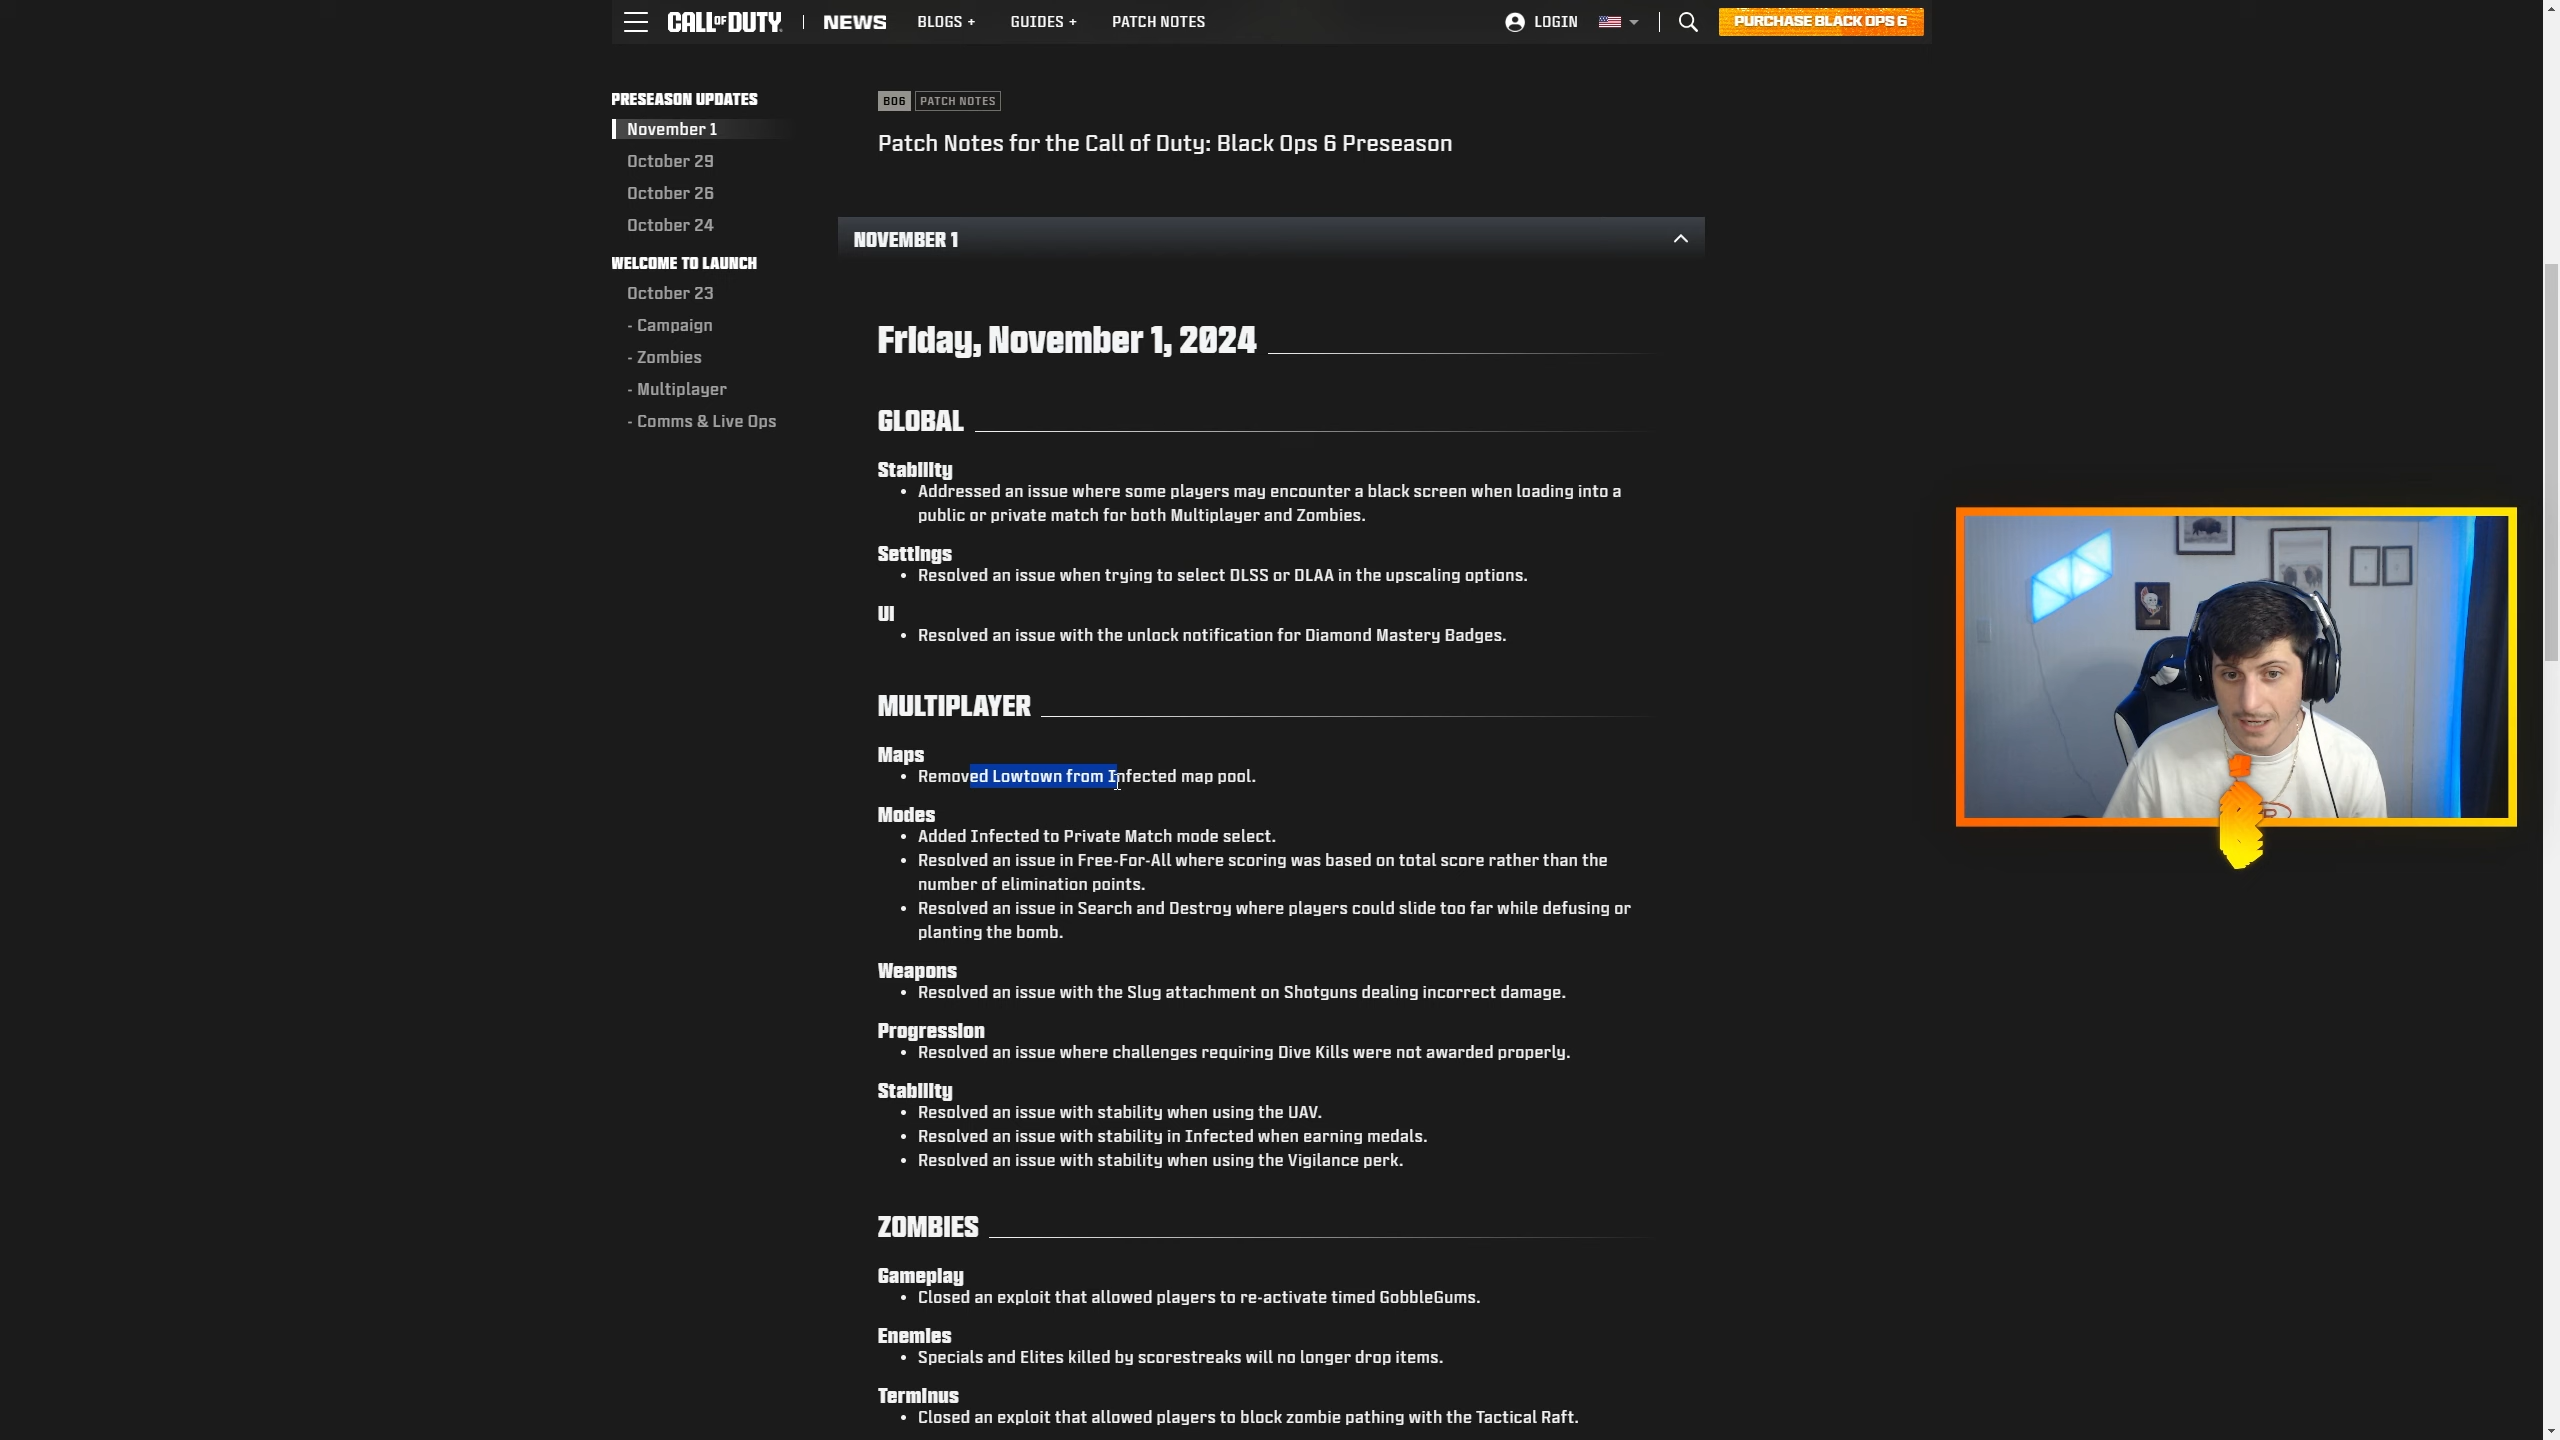 CALL OF DUTY
NEWS
BLOGS +
GUIDES +
PATCH NOTES
LOGIN
PURCHASE BLACK OPS 6
PRESEASON UPDATES
November 1
October 29
October 26
October 24
WELCOME TO LAUNCH
October 23
- Campaign
- Zombies
- Multiplayer
- Comms & Live Ops
BO6 PATCH NOTES
Patch Notes for the Call of Duty: Black Ops 6 Preseason
NOVEMBER 1
Friday, November 1, 2024
GLOBAL
Stability
• Addressed an issue where some players may encounter a black screen when loading into a
public or private match for both Multiplayer and Zombies.
Settings
• Resolved an issue when trying to select DLSS or DLAA in the upscaling options.
UI
• Resolved an issue with the unlock notification for Diamond Mastery Badges.
MULTIPLAYER
Maps
• Removed Lowtown from Infected map pool.
Modes
• Added Infected to Private Match mode select.
• Resolved an issue in Free-For-All where scoring was based on total score rather than the
number of elimination points.
• Resolved an issue in Search and Destroy where players could slide too far while defusing or
planting the bomb.
Weapons
• Resolved an issue with the Slug attachment on Shotguns dealing incorrect damage.
Progression
• Resolved an issue where challenges requiring Dive Kills were not awarded properly.
Stability
• Resolved an issue with stability when using the UAV.
• Resolved an issue with stability in Infected when earning medals.
• Resolved an issue with stability when using the Vigilance perk.
ZOMBIES
Gameplay
• Closed an exploit that allowed players to re-activate timed GobbleGums.
Enemies
• Specials and Elites killed by scorestreaks will no longer drop items.
Terminus
• Closed an exploit that allowed players to block zombie pathing with the Tactical Raft.